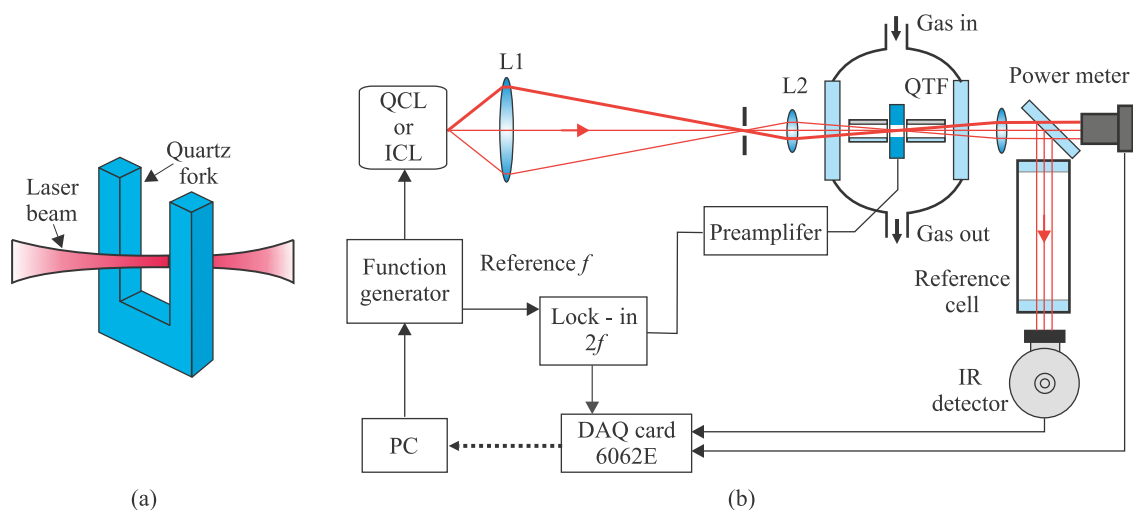 Quartz
fork
Laser
beam
(a)
Gas in
L1
L2
QTF
Power meter
QCL
or
ICL
Preamplifer
Gas out
Function
generator
Reference f
Reference
cell
Lock - in
2f
IR
detector
PC
DAQ card
6062E
(b)